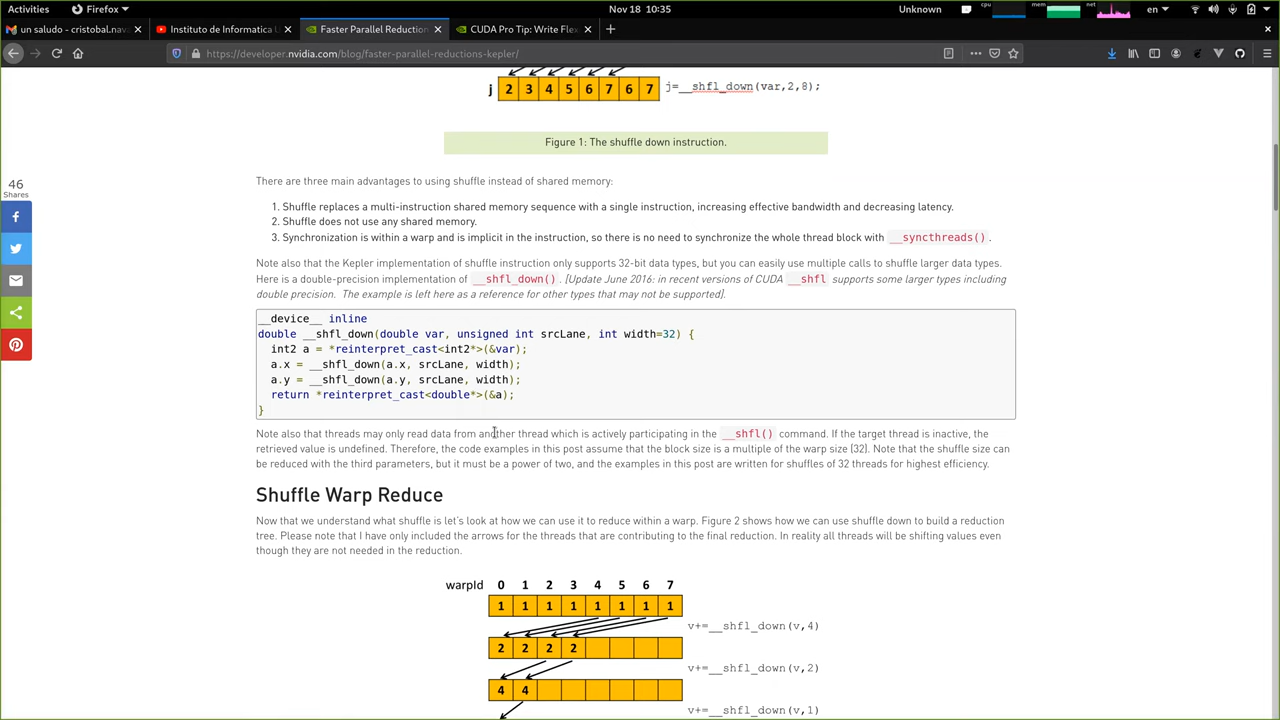 Activities
Firefox
Nov 18 10:35
cpu
mem
net
Unknown
en
un saludo - cristobal.nava
Instituto de Informatica U
Faster Parallel Reduction
CUDA Pro Tip: Write Flex
https://developer.nvidia.com/blog/faster-parallel-reductions-kepler/
j 2 3 4 5 6 7 6 7 j=__shfl_down(var,2,8);
Figure 1: The shuffle down instruction.
46
Shares
There are three main advantages to using shuffle instead of shared memory:
1. Shuffle replaces a multi-instruction shared memory sequence with a single instruction, increasing effective bandwidth and decreasing latency.
2. Shuffle does not use any shared memory.
3. Synchronization is within a warp and is implicit in the instruction, so there is no need to synchronize the whole thread block with __syncthreads() .
Note also that the Kepler implementation of shuffle instruction only supports 32-bit data types, but you can easily use multiple calls to shuffle larger data types.
Here is a double-precision implementation of __shfl_down() . [Update June 2016: in recent versions of CUDA __shfl supports some larger types including
double precision. The example is left here as a reference for other types that may not be supported].
__device__ inline
double __shfl_down(double var, unsigned int srcLane, int width=32) {
int2 a = *reinterpret_cast<int2*>(&var);
a.x = __shfl_down(a.x, srcLane, width);
a.y = __shfl_down(a.y, srcLane, width);
return *reinterpret_cast<double*>(&a);
}
Note also that threads may only read data from another thread which is actively participating in the __shfl() command. If the target thread is inactive, the
retrieved value is undefined. Therefore, the code examples in this post assume that the block size is a multiple of the warp size (32). Note that the shuffle size can
be reduced with the third parameters, but it must be a power of two, and the examples in this post are written for shuffles of 32 threads for highest efficiency.
Shuffle Warp Reduce
Now that we understand what shuffle is let's look at how we can use it to reduce within a warp. Figure 2 shows how we can use shuffle down to build a reduction
tree. Please note that I have only included the arrows for the threads that are contributing to the final reduction. In reality all threads will be shifting values even
though they are not needed in the reduction.
warpId 0 1 2 3 4 5 6 7
1 1 1 1 1 1 1 1
v+=__shfl_down(v,4)
2 2 2 2
v+=__shfl_down(v,2)
4 4
v+=__shfl_down(v,1)